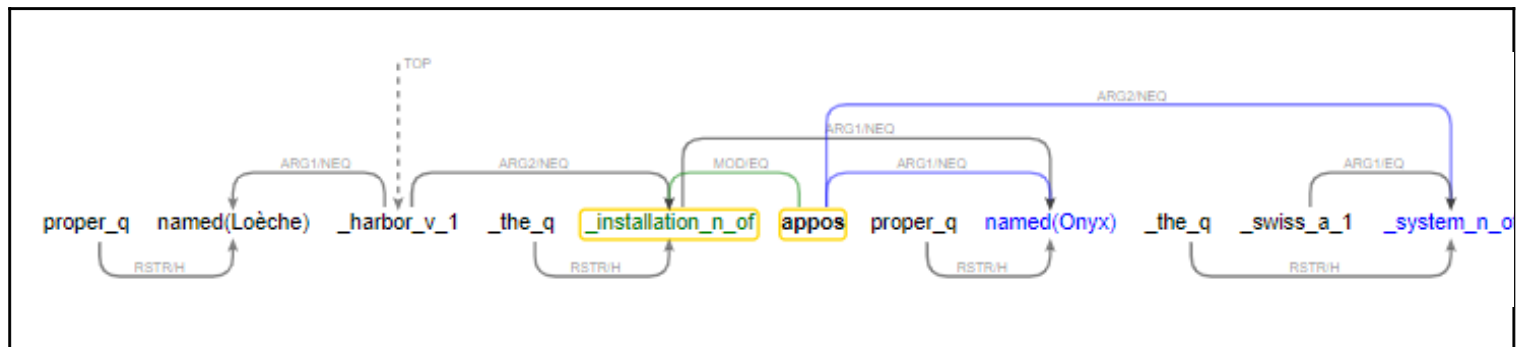 TOP
ARG2/NEQ
ARG1/NEQ
ARG1/NEQ ARG2/NEQ MOD/EQ ARG1/NEQ ARG1/EQ
proper_q named(Loèche) _harbor_v_1 _the_q _installation_n_of appos proper_q named(Onyx) _the_q _swiss_a_1 _system_n_o
RSTR/H RSTR/H RSTR/H RSTR/H